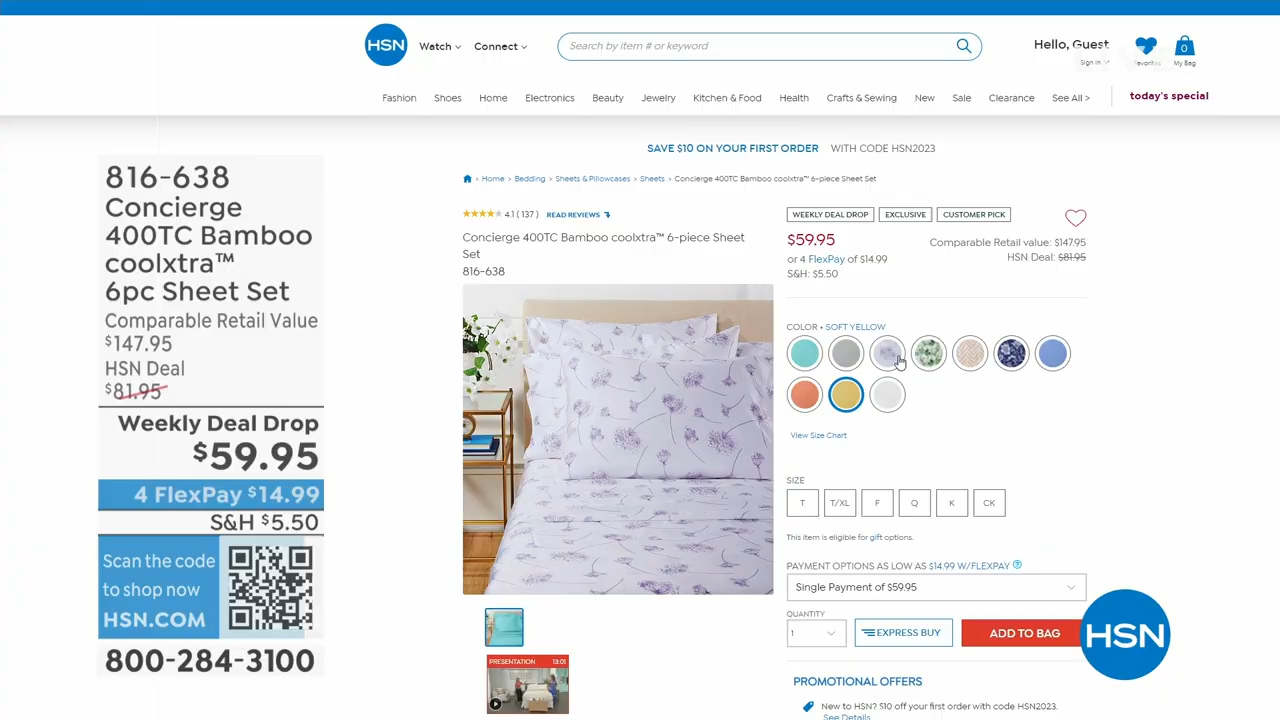 HSN
Watch
Connect
Search by item # or keyword
Hello, Guest
Sign In
Favorites
0
My Bag
Fashion
Shoes
Home
Electronics
Beauty
Jewelry
Kitchen & Food
Health
Crafts & Sewing
New
Sale
Clearance
See All >
today's special
SAVE $10 ON YOUR FIRST ORDER WITH CODE HSN2023
Home > Bedding > Sheets & Pillowcases > Sheets > Concierge 400TC Bamboo coolxtra™ 6-piece Sheet Set
816-638
Concierge
400TC Bamboo
coolxtra™
6pc Sheet Set
Comparable Retail Value
$147.95
HSN Deal
$81.95
Weekly Deal Drop
$59.95
4 FlexPay $14.99
S&H $5.50
Scan the code
to shop now
HSN.COM
800-284-3100
4.1 ( 137 ) READ REVIEWS
Concierge 400TC Bamboo coolxtra™ 6-piece Sheet
Set
816-638
PRESENTATION 13:01
WEEKLY DEAL DROP
EXCLUSIVE
CUSTOMER PICK
$59.95
or 4 FlexPay of $14.99
S&H: $5.50
Comparable Retail value: $147.95
HSN Deal: $81.95
COLOR • SOFT YELLOW
View Size Chart
SIZE
T
T/XL
F
Q
K
CK
This item is eligible for gift options.
PAYMENT OPTIONS AS LOW AS $14.99 W/FLEXPAY ?
Single Payment of $59.95
QUANTITY
1
EXPRESS BUY
ADD TO BAG
HSN
PROMOTIONAL OFFERS
New to HSN? $10 off your first order with code HSN2023.
See Details